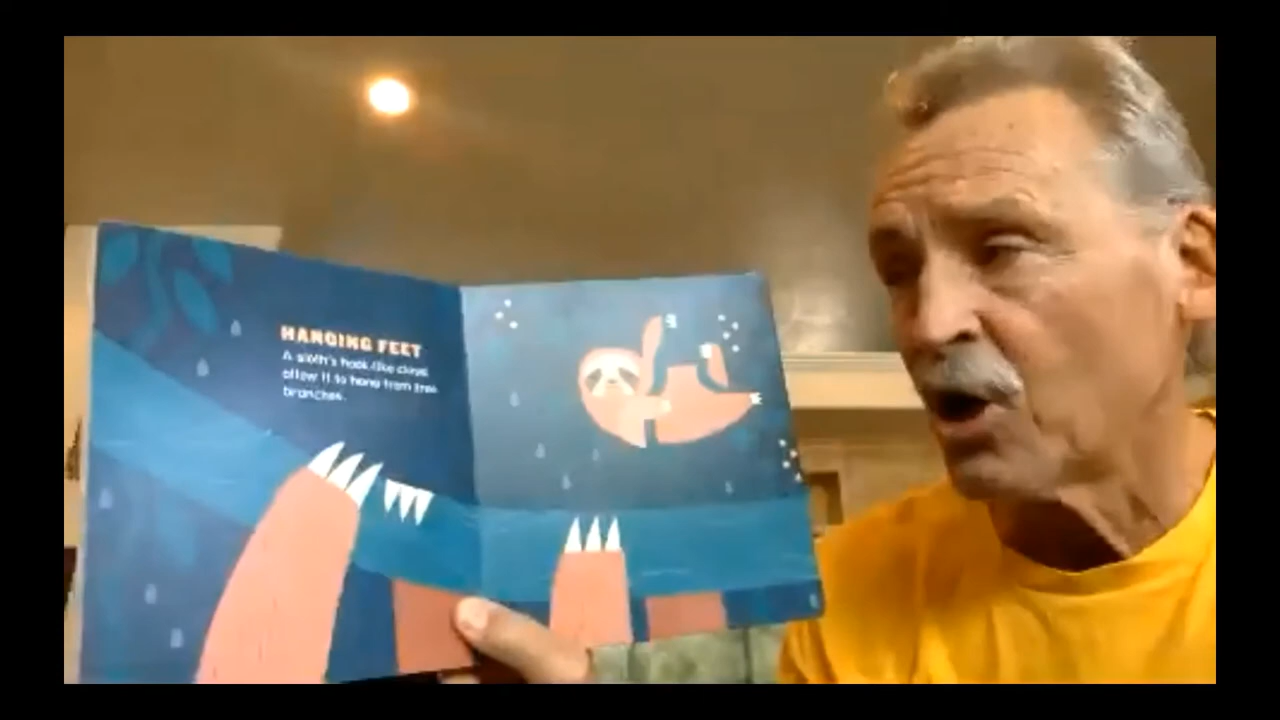 HANGING FEET
A sloth's hook-like claws
allow it to hang from tree
branches.